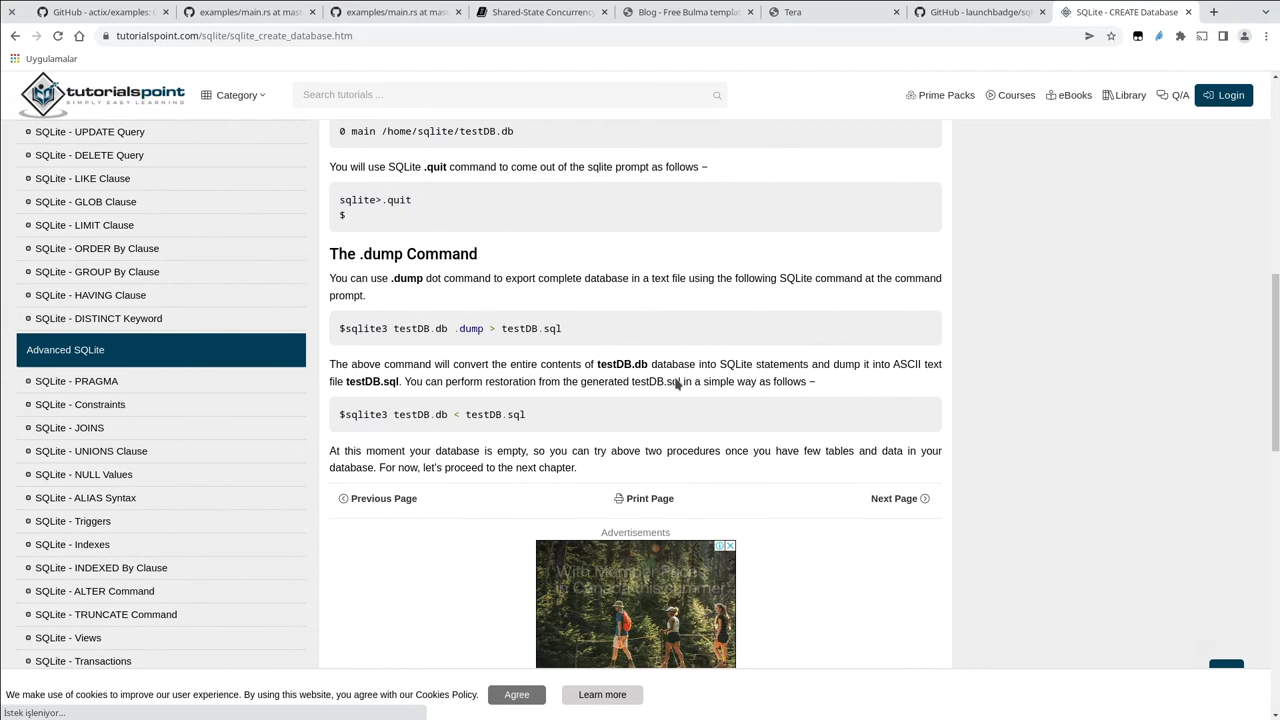 GitHub - actix/examples: C
examples/main.rs at mast
examples/main.rs at mast
Shared-State Concurrency
Blog - Free Bulma templat
Tera
GitHub - launchbadge/sql
SQLite - CREATE Database
tutorialspoint.com/sqlite/sqlite_create_database.htm
Uygulamalar
tutorialspoint
SIMPLY EASY LEARNING
Category
Search tutorials ...
Prime Packs
Courses
eBooks
Library
Q/A
Login
SQLite - UPDATE Query
SQLite - DELETE Query
SQLite - LIKE Clause
SQLite - GLOB Clause
SQLite - LIMIT Clause
SQLite - ORDER By Clause
SQLite - GROUP By Clause
SQLite - HAVING Clause
SQLite - DISTINCT Keyword
Advanced SQLite
SQLite - PRAGMA
SQLite - Constraints
SQLite - JOINS
SQLite - UNIONS Clause
SQLite - NULL Values
SQLite - ALIAS Syntax
SQLite - Triggers
SQLite - Indexes
SQLite - INDEXED By Clause
SQLite - ALTER Command
SQLite - TRUNCATE Command
SQLite - Views
SQLite - Transactions
0 main /home/sqlite/testDB.db
You will use SQLite .quit command to come out of the sqlite prompt as follows −
sqlite>.quit
$
The .dump Command
You can use .dump dot command to export complete database in a text file using the following SQLite command at the command
prompt.
$sqlite3 testDB.db .dump > testDB.sql
The above command will convert the entire contents of testDB.db database into SQLite statements and dump it into ASCII text
file testDB.sql. You can perform restoration from the generated testDB.sql in a simple way as follows −
$sqlite3 testDB.db < testDB.sql
At this moment your database is empty, so you can try above two procedures once you have few tables and data in your
database. For now, let's proceed to the next chapter.
Previous Page
Print Page
Next Page
Advertisements
With Member Prices
to Canada this summer
We make use of cookies to improve our user experience. By using this website, you agree with our Cookies Policy.
Agree
Learn more
İstek işleniyor...